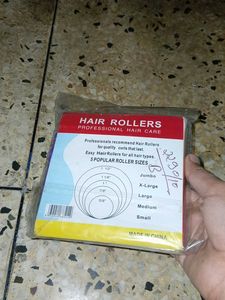 HAIR ROLLERS
PROFESSIONAL HAIR CARE
Professionals recommend Hair Rollers
for quality curls that last.
Easy Hair Rollers for all hair types.
5 POPULAR ROLLER SIZES
Jumbo
X-Large
Large
Medium
Small
MADE IN CHINA